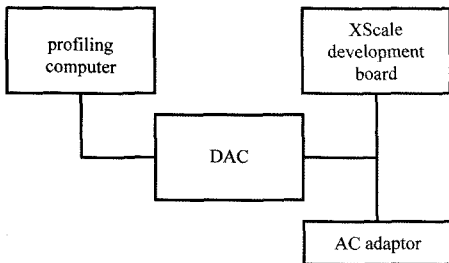 profiling
computer
XScale
development
board
DAC
AC adaptor